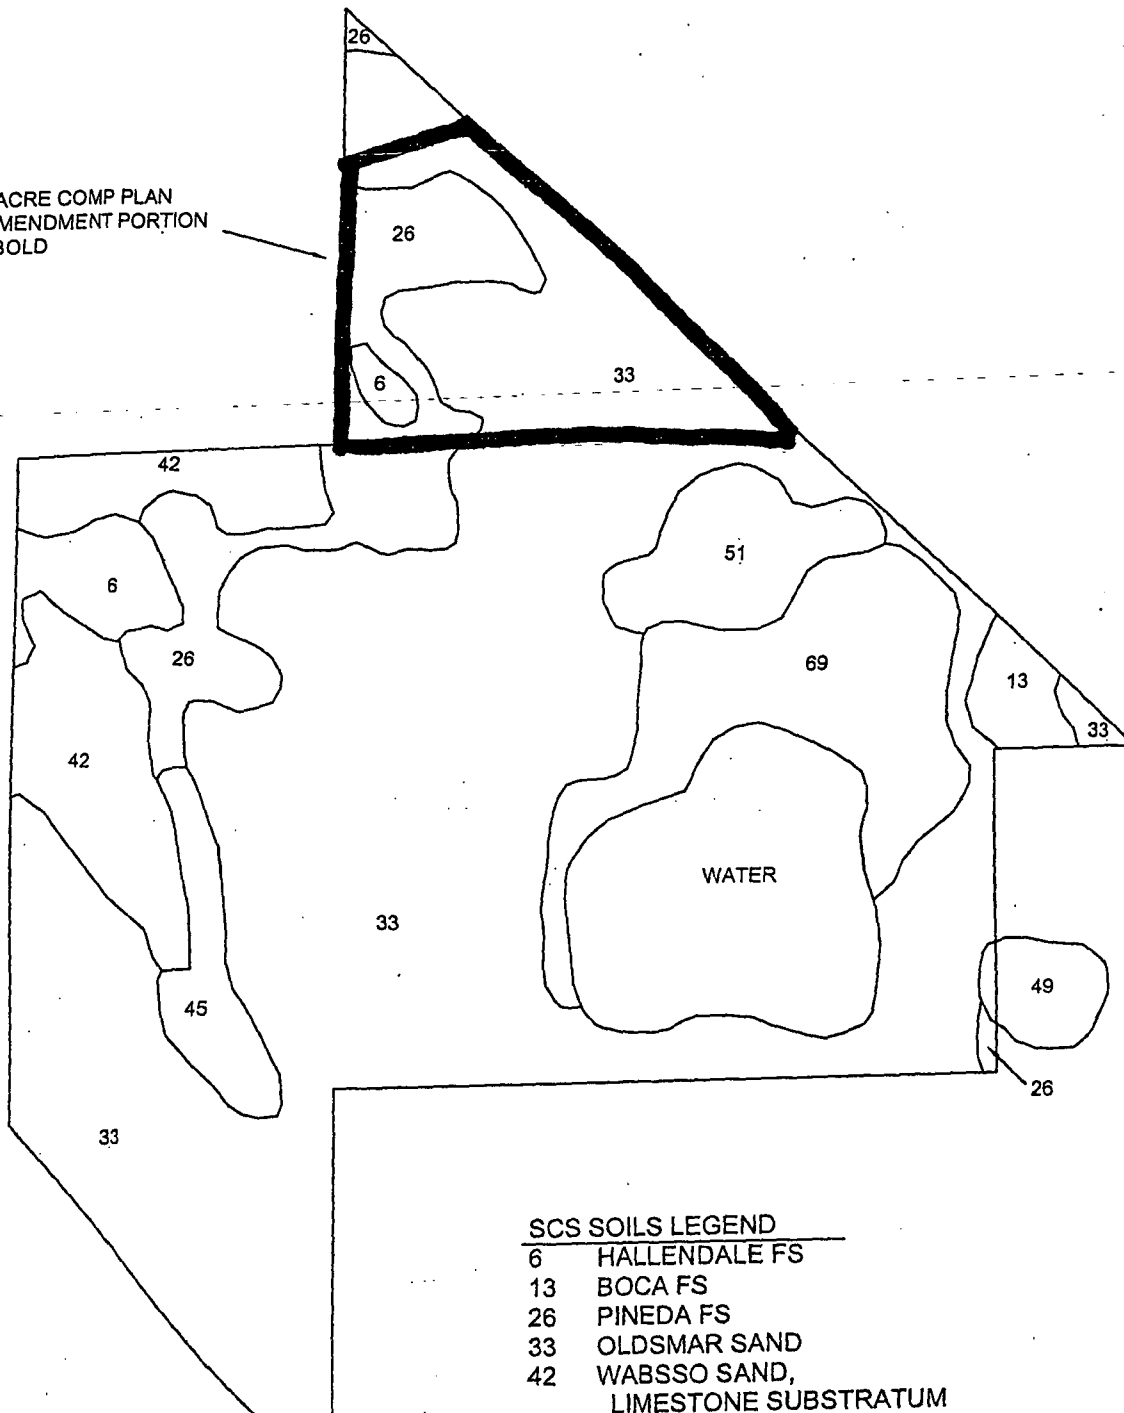 26
ACRE COMP PLAN
MENDMENT PORTION
BOLD
26
6
33
42
51
6
26
69
13
33
42
WATER
33
49
45
26
33
SCS SOILS LEGEND
6 HALLENDALE FS
13 BOCA FS
26 PINEDA FS
33 OLDSMAR SAND
42 WABSSO SAND,
LIMESTONE SUBSTRATUM